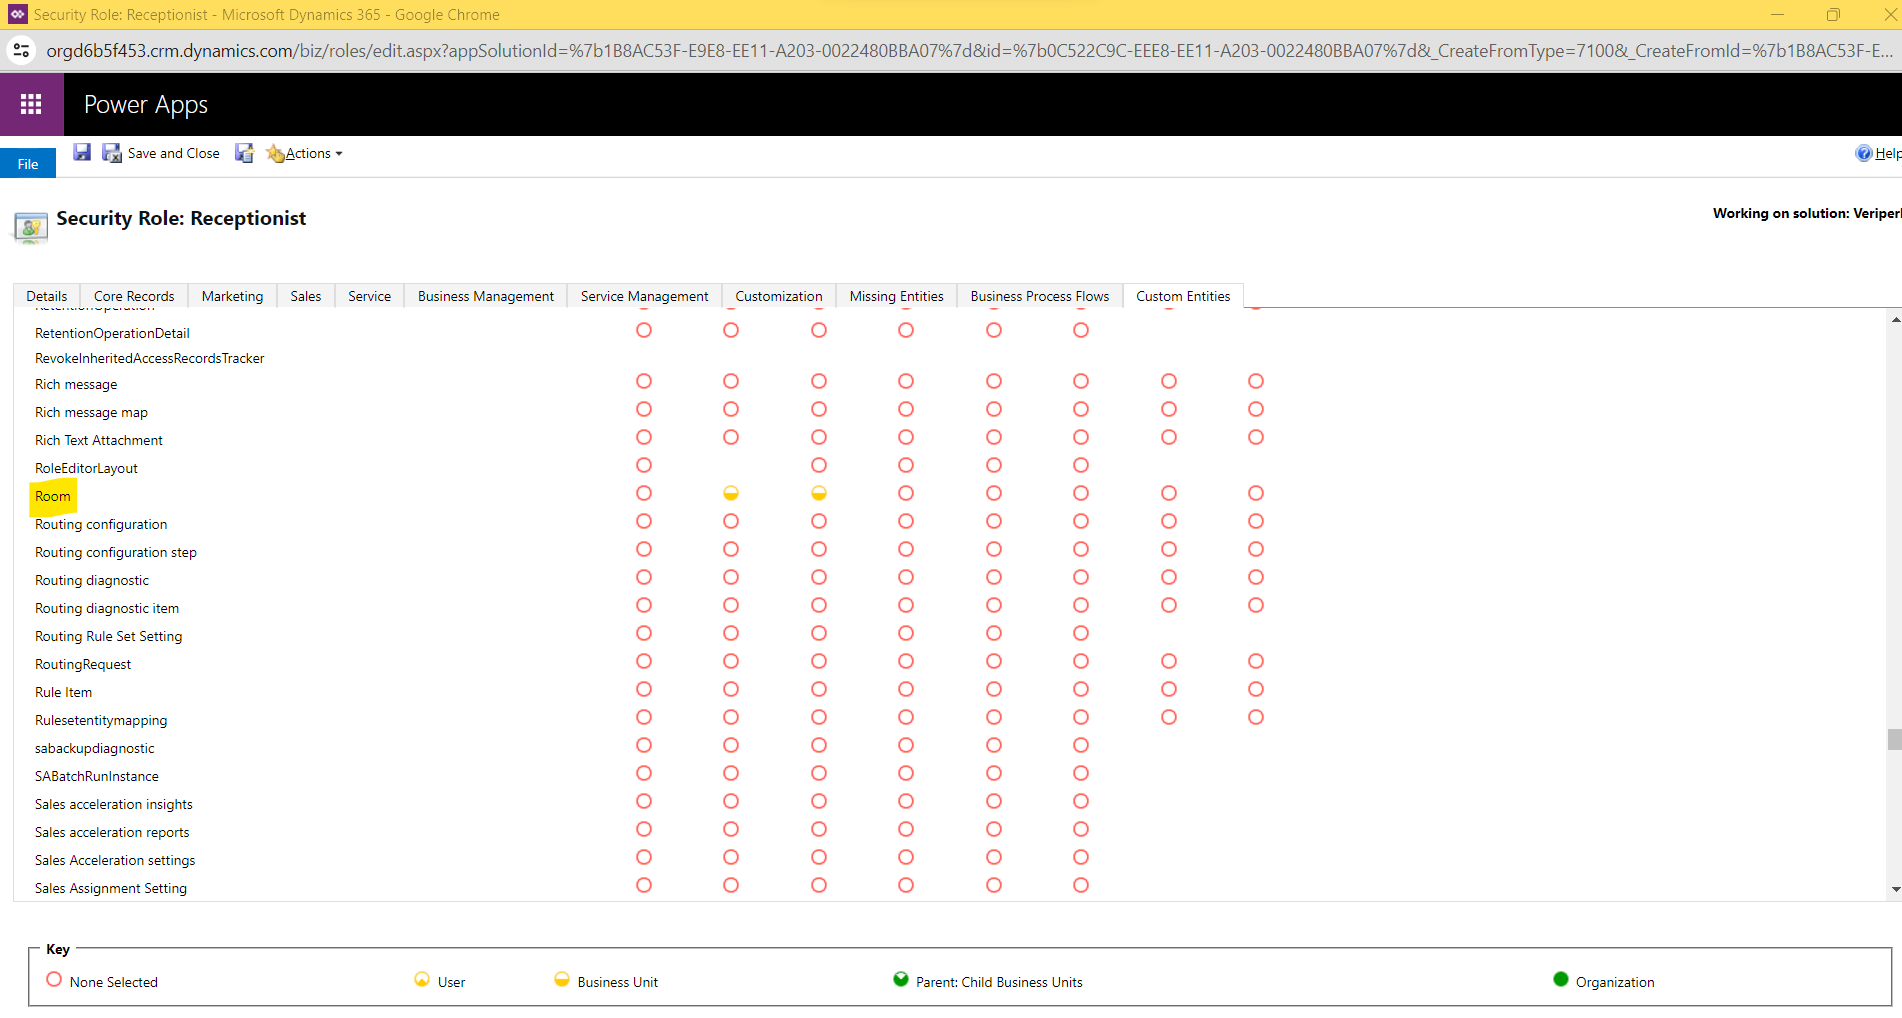 Security Role: Receptionist - Microsoft Dynamics 365 - Google Chrome
orgd6b5f453.crm.dynamics.com/biz/roles/edit.aspx?appSolutionId=%7b1B8AC53F-E9E8-EE11-A203-0022480BBA07%7d&id=%7b0C522C9C-EEE8-EE11-A203-0022480BBA07%7d&_CreateFromType=7100&_CreateFromId=%7b1B8AC53F-E...
Power Apps
File Save and Close Actions Help
Security Role: Receptionist
Working on solution: Veriperl
Details Core Records Marketing Sales Service Business Management Service Management Customization Missing Entities Business Process Flows Custom Entities
RetentionOperation
RetentionOperationDetail
RevokeInheritedAccessRecordsTracker
Rich message
Rich message map
Rich Text Attachment
RoleEditorLayout
Room
Routing configuration
Routing configuration step
Routing diagnostic
Routing diagnostic item
Routing Rule Set Setting
RoutingRequest
Rule Item
Rulesetentitymapping
sabackupdiagnostic
SABatchRunInstance
Sales acceleration insights
Sales acceleration reports
Sales Acceleration settings
Sales Assignment Setting
Key
None Selected User Business Unit Parent: Child Business Units Organization